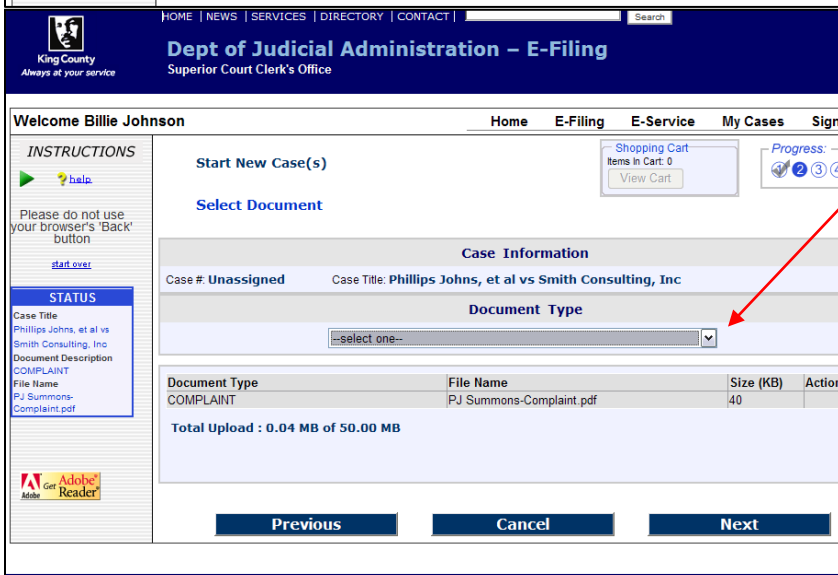 HOME | NEWS | SERVICES | DIRECTORY | CONTACT | Search
King County
Always at your service
Dept of Judicial Administration – E-Filing
Superior Court Clerk's Office
Welcome Billie Johnson Home E-Filing E-Service My Cases Sign
INSTRUCTIONS
help
Please do not use
your browser's 'Back'
button
start over
STATUS
Case Title
Phillips Johns, et al vs
Smith Consulting, Inc
Document Description
COMPLAINT
File Name
PJ Summons-
Complaint.pdf
Adobe
Get Adobe®
Reader®
Start New Case(s)
Select Document
Shopping Cart
Items In Cart: 0
View Cart
Progress:
2 3 4
Case Information
Case #: Unassigned Case Title: Phillips Johns, et al vs Smith Consulting, Inc
Document Type
--select one--
Document Type File Name Size (KB) Action
COMPLAINT PJ Summons-Complaint.pdf 40
Total Upload : 0.04 MB of 50.00 MB
Previous Cancel Next